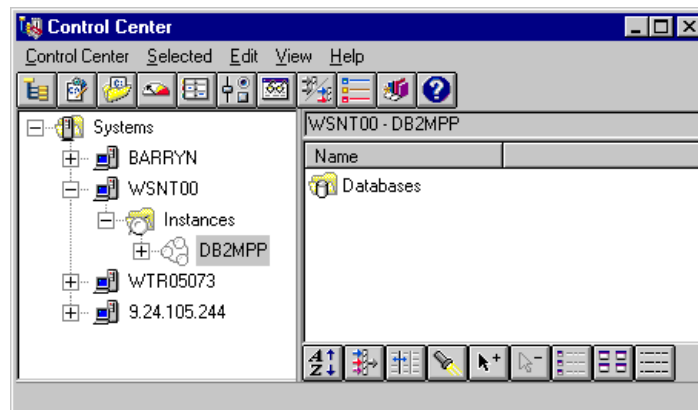 Control Center
Control Center Selected Edit View Help
Systems
BARRYN
WSNT00
Instances
DB2MPP
WTR05073
9.24.105.244
WSNT00 - DB2MPP
Name
Databases